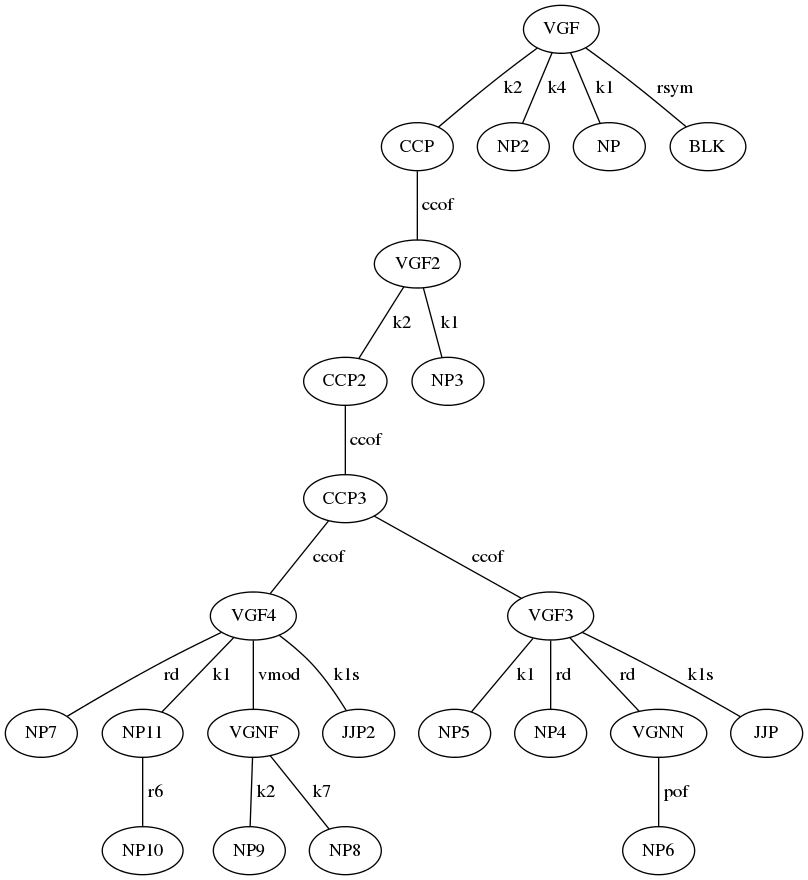 VGF
k2 k4 k1 rsym
CCP NP2 NP BLK
ccof
VGF2
k2 k1
CCP2 NP3
ccof
CCP3
ccof ccof
VGF4 VGF3
rd k1 vmod k1s k1 rd rd k1s
NP7 NP11 VGNF JJP2 NP5 NP4 VGNN JJP
r6 k2 k7 pof
NP10 NP9 NP8 NP6